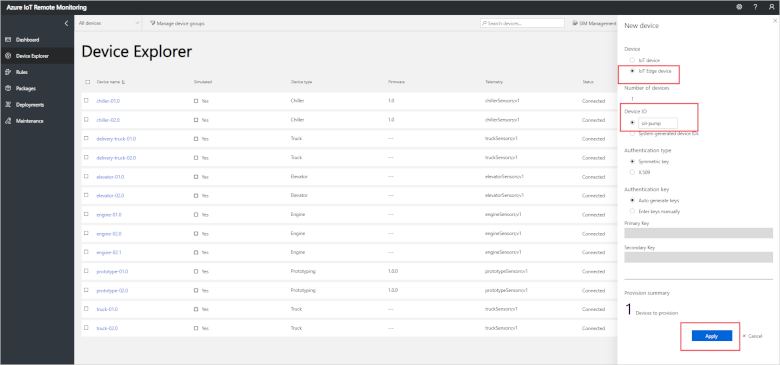 Azure IoT Remote Monitoring
Dashboard
Device Explorer
Rules
Packages
Deployments
Maintenance
All devices
Manage device groups
Search devices...
SIM Management
Device Explorer
Device name Simulated Device type Firmware Telemetry Status
chiller-01.0 Yes Chiller 1.0 chillerSensors;v1 Connected
chiller-02.0 Yes Chiller 1.0 chillerSensors;v1 Connected
delivery-truck-01.0 Yes Truck --- truckSensors;v1 Connected
delivery-truck-02.0 Yes Truck --- truckSensors;v1 Connected
elevator-01.0 Yes Elevator --- elevatorSensors;v1 Connected
elevator-02.0 Yes Elevator --- elevatorSensors;v1 Connected
engine-01.0 Yes Engine --- engineSensors;v1 Connected
engine-02.0 Yes Engine --- engineSensors;v1 Connected
engine-02.1 Yes Engine --- engineSensors;v1 Connected
prototype-01.0 Yes Prototyping 1.0.0 prototypeSensors;v1 Connected
prototype-02.0 Yes Prototyping 1.0.0 prototypeSensors;v1 Connected
truck-01.0 Yes Truck --- truckSensors;v1 Connected
truck-02.0 Yes Truck --- truckSensors;v1 Connected
New device
Device
IoT device
IoT Edge device
Number of devices
1
Device ID
oil-pump
System generated device IDs
Authentication type
Symmetric key
X.509
Authentication key
Auto generate keys
Enter keys manually
Primary Key
Secondary Key
Provision summary
1 Devices to provision
Apply
× Cancel